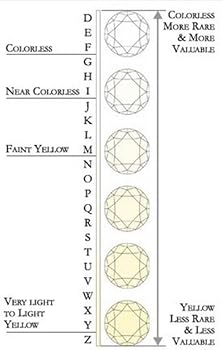 D
E
F
COLORLESS
G
H
I
NEAR COLORLESS
J
K
L
M
FAINT YELLOW
N
O
P
Q
R
S
T
U
V
W
X
Y
Z
VERY LIGHT
TO LIGHT
YELLOW
COLORLESS
MORE RARE
& MORE
VALUABLE
YELLOW
LESS RARE
& LESS
VALUABLE